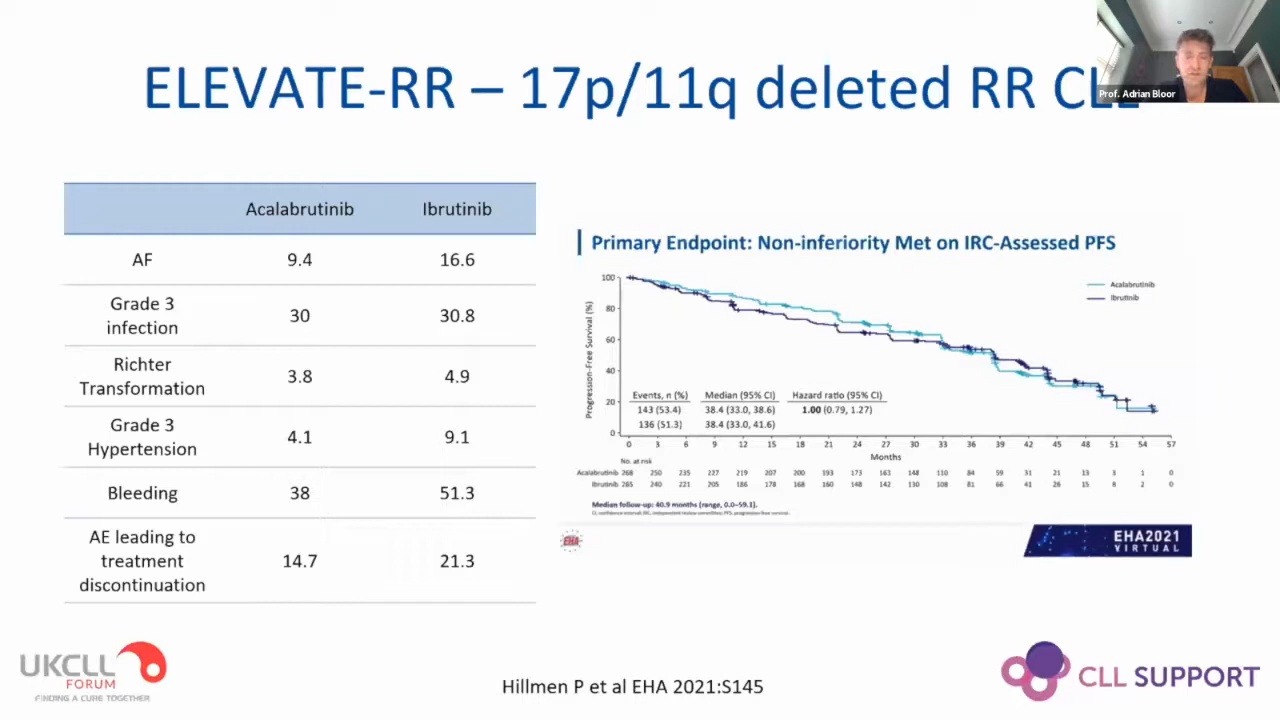 ELEVATE-RR – 17p/11q deleted RR CLL
Prof. Adrian Bloor
Acalabrutinib Ibrutinib
AF 9.4 16.6
Grade 3
infection 30 30.8
Richter
Transformation 3.8 4.9
Grade 3
Hypertension 4.1 9.1
Bleeding 38 51.3
AE leading to
treatment
discontinuation 14.7 21.3
Primary Endpoint: Non-inferiority Met on IRC-Assessed PFS
Acalabrutinib
Ibrutinib
Progression-Free Survival (%)
100
80
60
40
20
0
Events, n (%) Median (95% CI) Hazard ratio (95% CI)
143 (53.4) 38.4 (33.0, 38.6) 1.00 (0.79, 1.27)
136 (51.3) 38.4 (33.0, 41.6)
0 3 6 9 12 15 18 21 24 27 30 33 36 39 42 45 48 51 54 57
Months
No. at risk
Acalabrutinib 268 250 235 227 219 207 200 193 173 163 148 110 84 59 31 21 13 3 1 0
Ibrutinib 265 240 221 205 186 178 168 160 148 142 130 108 81 66 41 26 15 8 2 0
Median follow-up: 40.9 months (range, 0.0–59.1).
CI, confidence interval; IRC, independent review committee; PFS, progression-free survival.
EHA
EHA2021
VIRTUAL
UKCLL
FORUM
FINDING A CURE TOGETHER
Hillmen P et al EHA 2021:S145
CLL SUPPORT